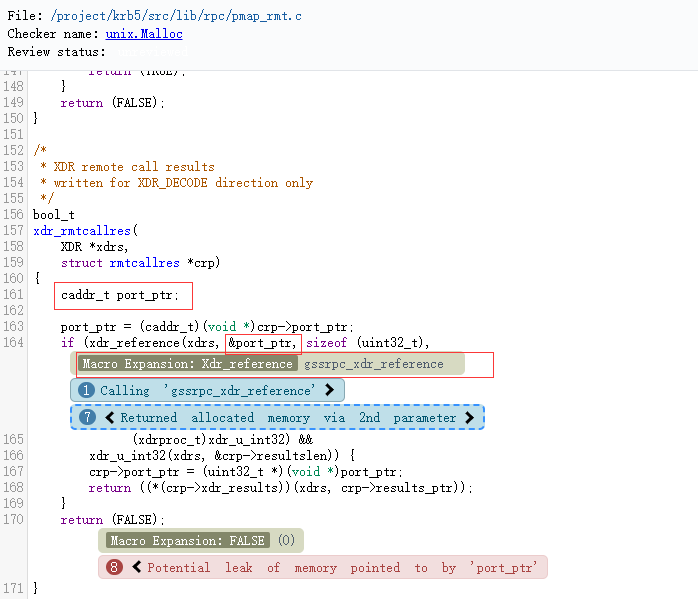 File: /project/krb5/src/lib/rpc/pmap_rmt.c
Checker name: unix.Malloc
Review status:
147         return (TRUE);
148     }
149     return (FALSE);
150 }
151
152 /*
153  * XDR remote call results
154  * written for XDR_DECODE direction only
155  */
156 bool_t
157 xdr_rmtcallres(
158     XDR *xdrs,
159     struct rmtcallres *crp)
160 {
161     caddr_t port_ptr;
162
163     port_ptr = (caddr_t)(void *)crp->port_ptr;
164     if (xdr_reference(xdrs, &port_ptr, sizeof (uint32_t),
Macro Expansion: Xdr_reference gssrpc_xdr_reference
1 Calling 'gssrpc_xdr_reference' >
7 < Returned allocated memory via 2nd parameter >
165               (xdrproc_t)xdr_u_int32) &&
166         xdr_u_int32(xdrs, &crp->resultslen)) {
167         crp->port_ptr = (uint32_t *)(void *)port_ptr;
168         return ((*(crp->xdr_results))(xdrs, crp->results_ptr));
169     }
170     return (FALSE);
Macro Expansion: FALSE (0)
8 < Potential leak of memory pointed to by 'port_ptr'
171 }